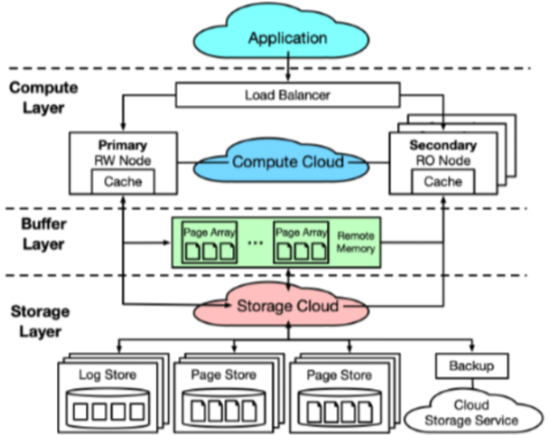 Application
Compute
Layer
Load Balancer
Primary
RW Node
Cache
Compute Cloud
Secondary
RO Node
Cache
Buffer
Layer
Page Array
...
Page Array
Remote
Memory
Storage
Layer
Storage Cloud
Log Store
Page Store
Page Store
Backup
Cloud
Storage Service